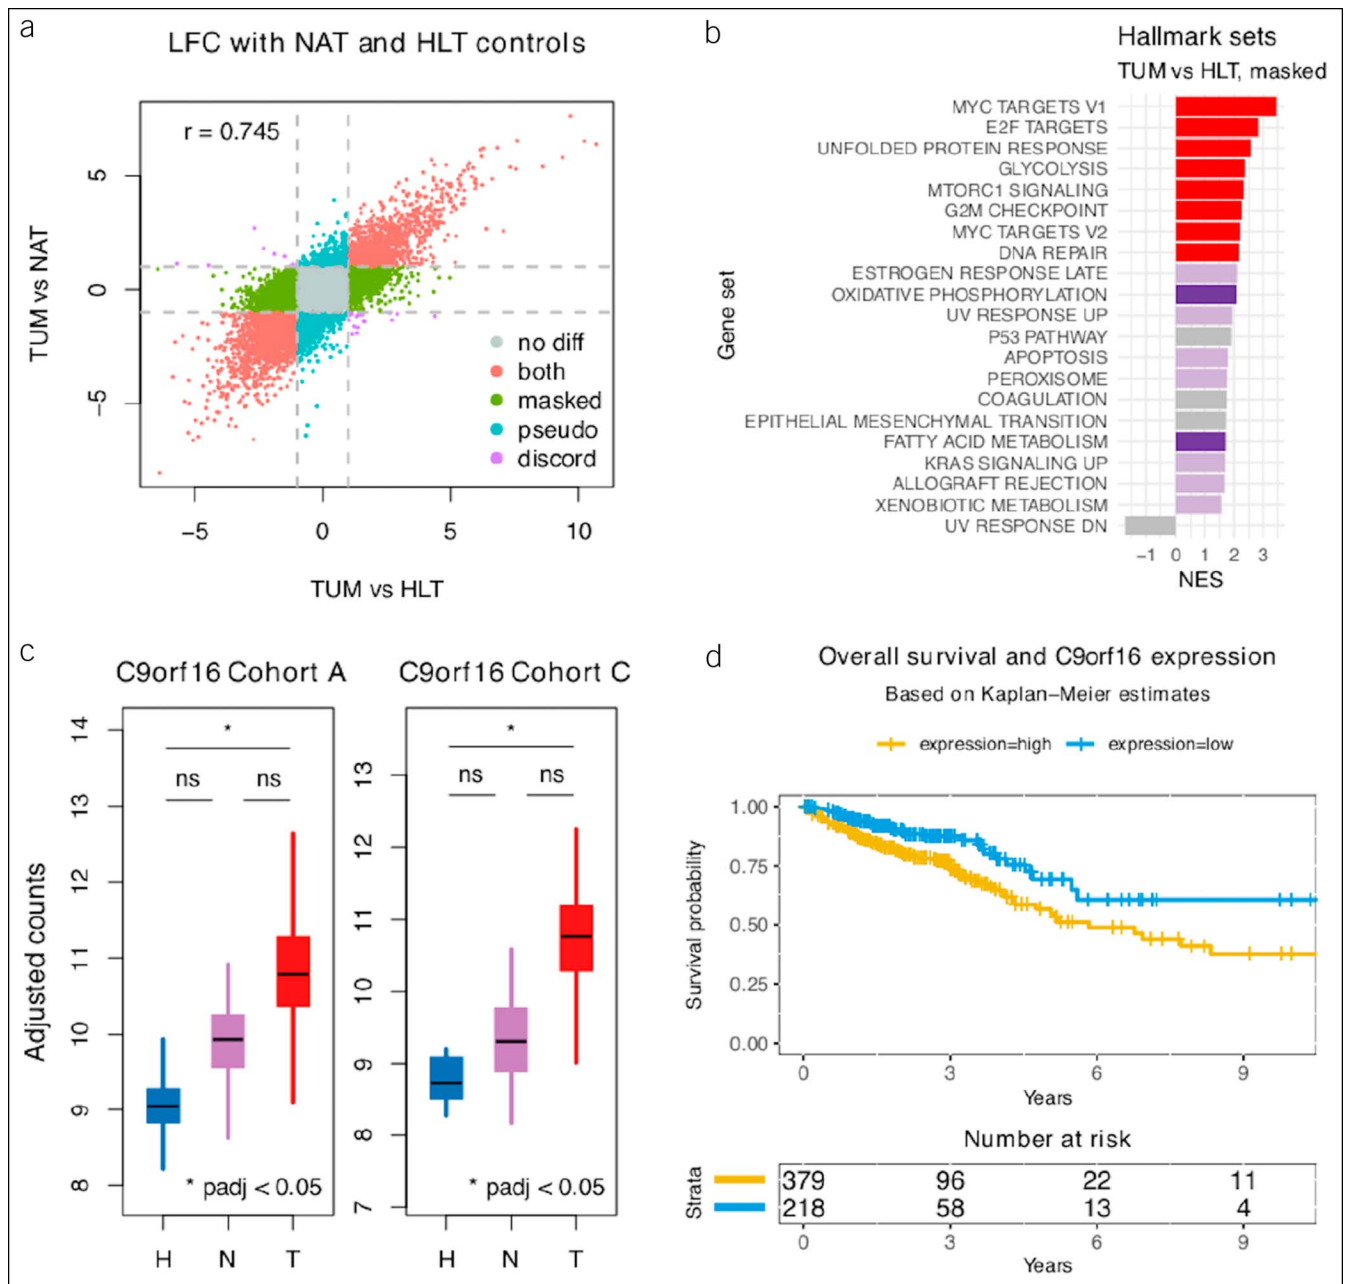 a
LFC with NAT and HLT controls
r = 0.745
TUM vs NAT
5
0
−5
no diff
both
masked
pseudo
discord
−5 0 5 10
TUM vs HLT
b
Hallmark sets
TUM vs HLT, masked
Gene set
MYC TARGETS V1
E2F TARGETS
UNFOLDED PROTEIN RESPONSE
GLYCOLYSIS
MTORC1 SIGNALING
G2M CHECKPOINT
MYC TARGETS V2
DNA REPAIR
ESTROGEN RESPONSE LATE
OXIDATIVE PHOSPHORYLATION
UV RESPONSE UP
P53 PATHWAY
APOPTOSIS
PEROXISOME
COAGULATION
EPITHELIAL MESENCHYMAL TRANSITION
FATTY ACID METABOLISM
KRAS SIGNALING UP
ALLOGRAFT REJECTION
XENOBIOTIC METABOLISM
UV RESPONSE DN
−1 0 1 2 3
NES
c
C9orf16 Cohort A
Adjusted counts
14
13
12
11
10
9
8
*
ns ns
* padj < 0.05
H N T
C9orf16 Cohort C
13
12
11
10
9
8
7
*
ns ns
* padj < 0.05
H N T
d
Overall survival and C9orf16 expression
Based on Kaplan−Meier estimates
expression=high expression=low
Survival probability
1.00
0.75
0.50
0.25
0.00
0 3 6 9
Years
Number at risk
Strata
379 96 22 11
218 58 13 4
0 3 6 9
Years